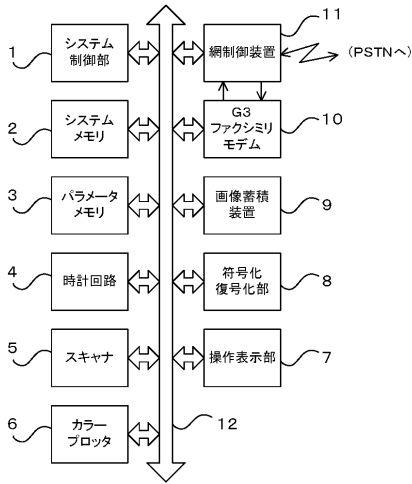 1
システム
制御部
2
システム
メモリ
3
パラメータ
メモリ
4
時計回路
5
スキャナ
6
カラー
プロッタ
11
網制御装置
(PSTNへ)
G3
ファクシミリ
モデム
10
画像蓄積
装置
9
符号化
復号化部
8
操作表示部
7
12